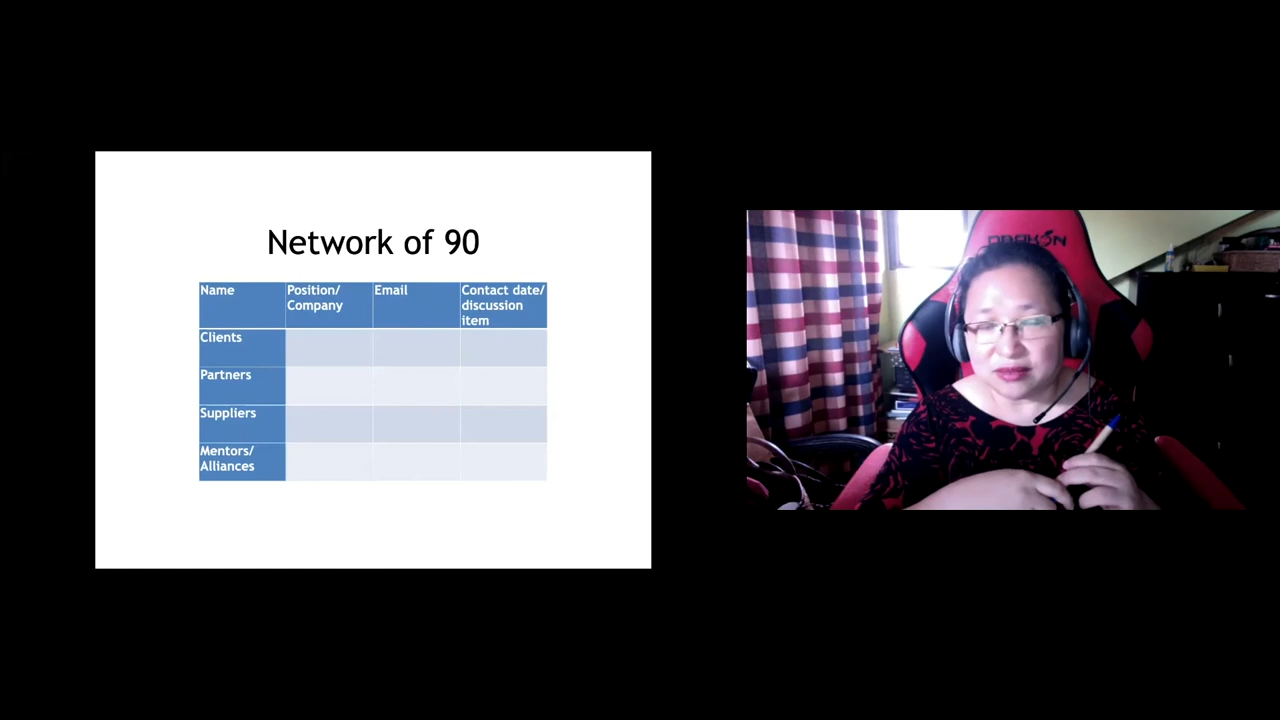 Network of 90
Name
Position/
Company
Email
Contact date/
discussion
item
Clients
Partners
Suppliers
Mentors/
Alliances